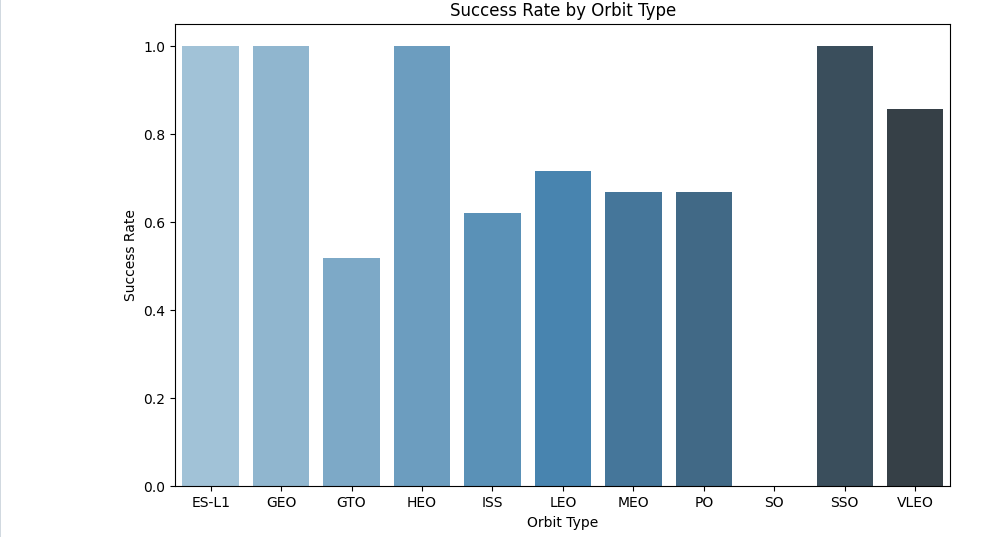 Success Rate by Orbit Type
Success Rate
1.0
0.8
0.6
0.4
0.2
0.0
ES-L1 GEO GTO HEO ISS LEO MEO PO SO SSO VLEO
Orbit Type